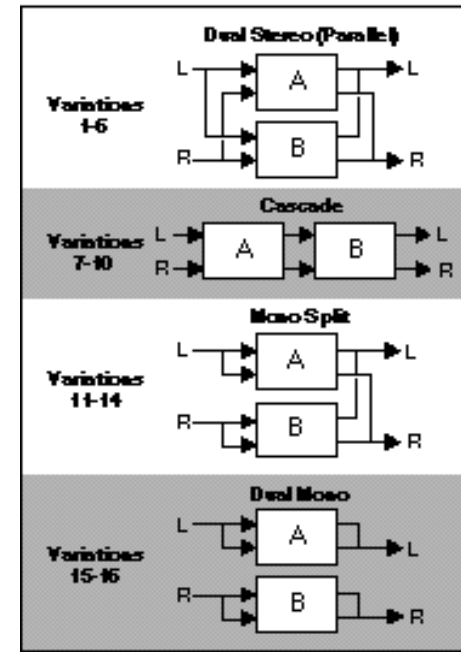 Dual Stereo (Parallel)
L
A
L
Variations
1-6
B
R
R
Cascade
Variations
7-10
L
A
B
L
R
R
Mono Split
L
A
L
Variations
11-14
R
B
R
Dual Mono
L
A
L
Variations
15-16
R
B
R